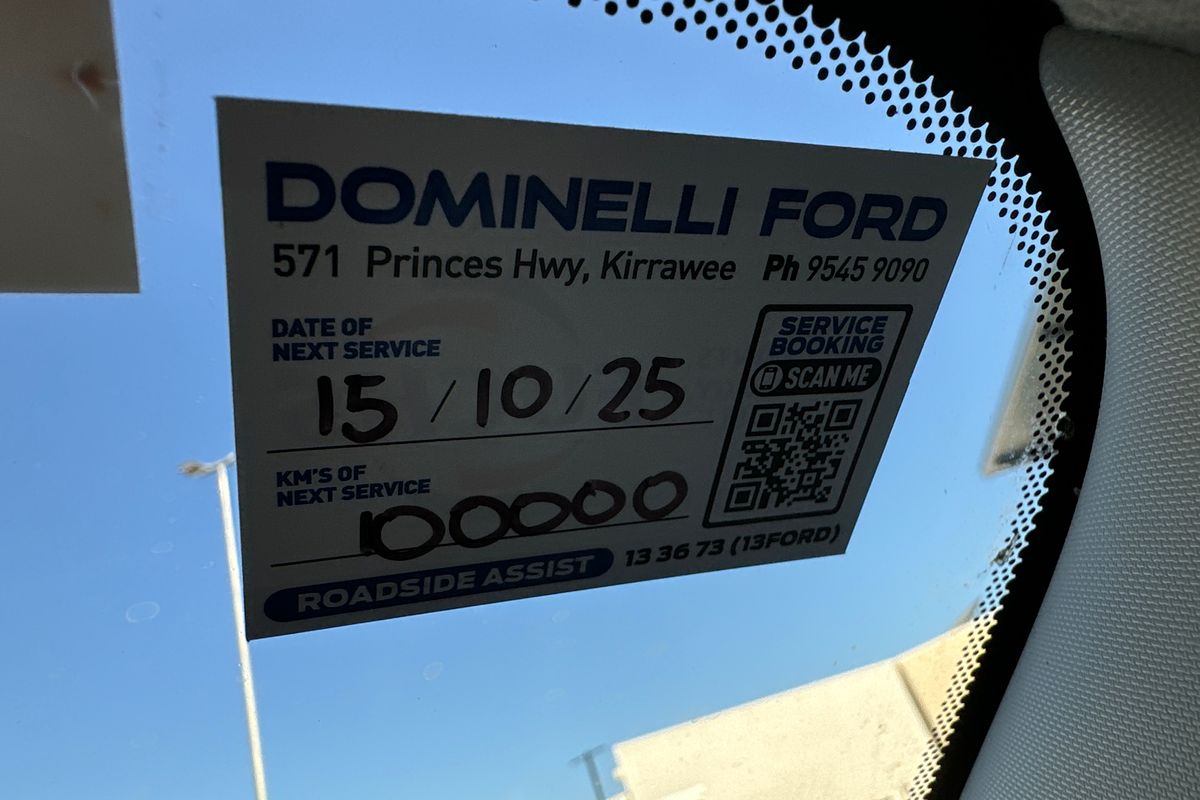 DOMINELLI FORD
571 Princes Hwy, Kirrawee Ph 9545 9090
DATE OF
NEXT SERVICE
15/10/25
KM'S OF
NEXT SERVICE
100000
SERVICE
BOOKING
SCAN ME
ROADSIDE ASSIST 13 36 73 (13FORD)